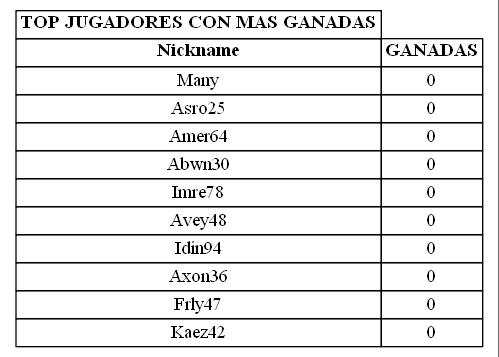 TOP JUGADORES CON MAS GANADAS
Nickname GANADAS
Many 0
Asro25 0
Amer64 0
Abwn30 0
Imre78 0
Avey48 0
Idin94 0
Axon36 0
Frly47 0
Kaez42 0